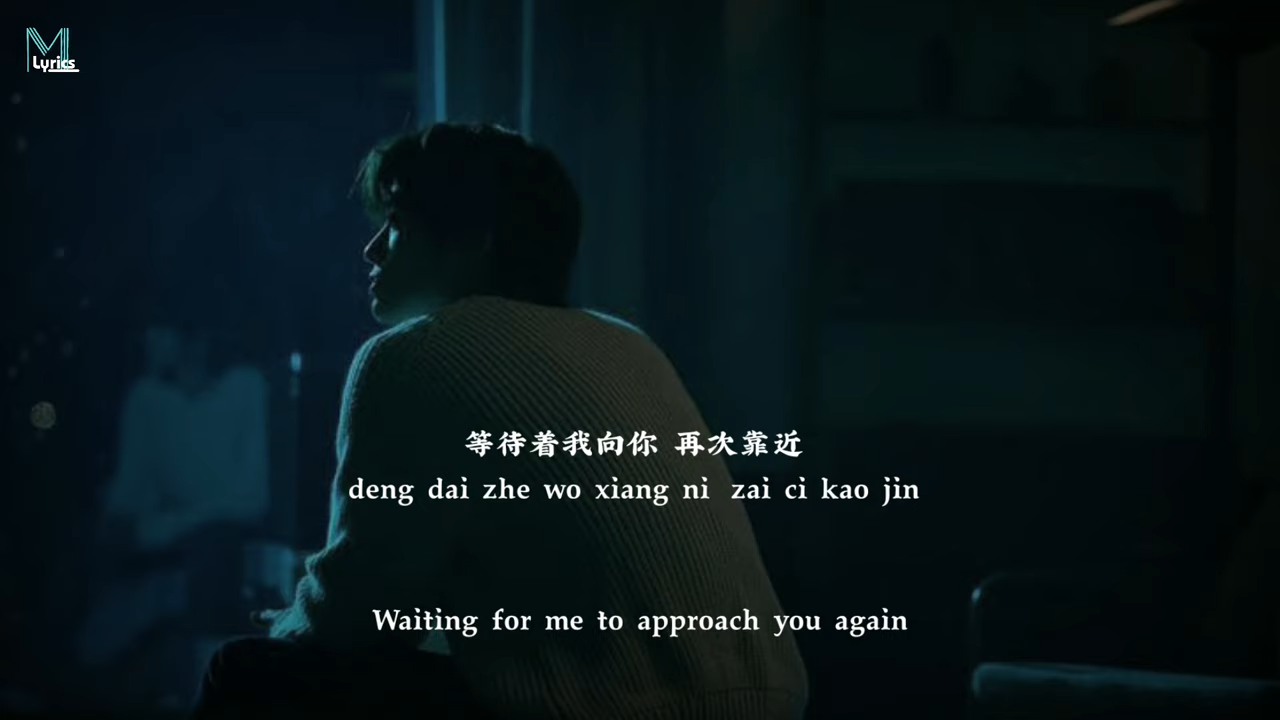 M
Lyrics
等待着我向你 再次靠近
deng dai zhe wo xiang ni zai ci kao jin
Waiting for me to approach you again